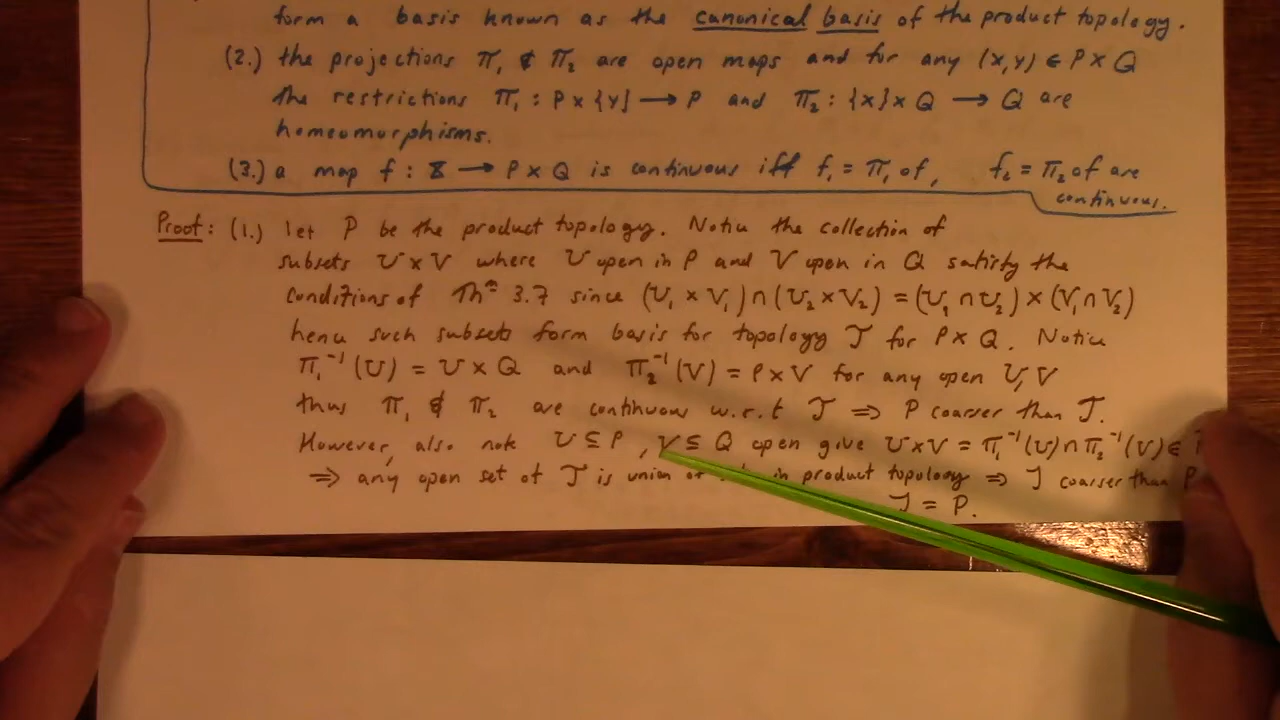 form a basis known as the canonical basis of the product topology.
(2.) the projections π₁ & π₂ are open maps and for any (x,y) ∈ P × Q
the restrictions π₁ : P × {y} → P and π₂ : {x} × Q → Q are
homeomorphisms.
(3.) a map f : X → P × Q is continuous iff f₁ = π₁ ∘ f, f₂ = π₂ ∘ f are
continuous.
Proof: (1.) let P be the product topology. Notice the collection of
subsets U × V where U open in P and V open in Q satisfy the
conditions of Thᵐ 3.7 since (U₁ × V₁) ∩ (U₂ × V₂) = (U₁ ∩ U₂) × (V₁ ∩ V₂)
hence such subsets form basis for topology T for P × Q. Notice
π₁⁻¹(U) = U × Q and π₂⁻¹(V) = P × V for any open U, V
thus π₁ & π₂ are continuous w.r.t T ⇒ P coarser than T.
However, also note U ⊆ P, V ⊆ Q open give U × V = π₁⁻¹(U) ∩ π₂⁻¹(V) ∈
⇒ any open set of T is union of in product topology ⇒ T coarser than P
T = P.